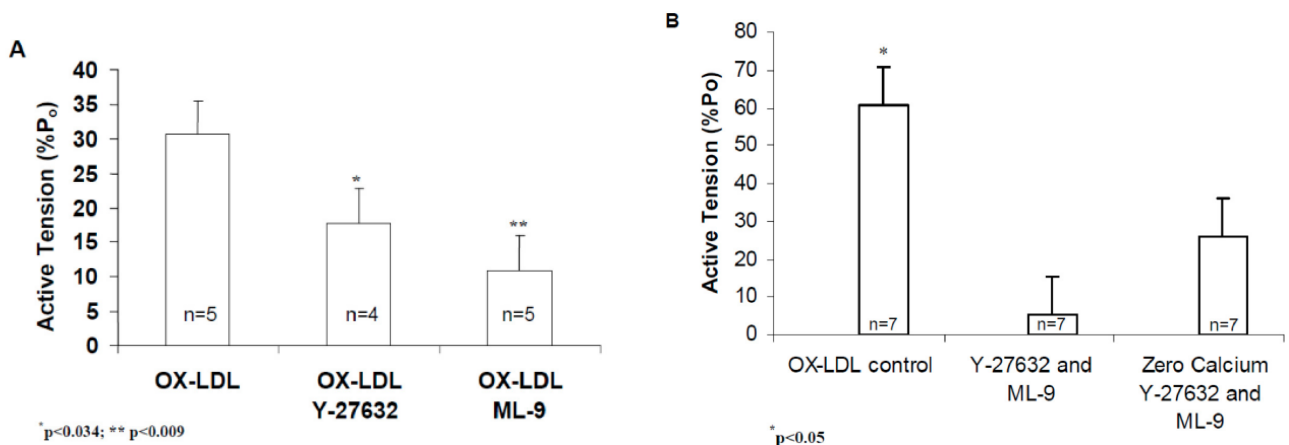 A
Active Tension (%Po)
40
35
30
25
20
15
10
5
0
*
**
n=5
n=4
n=5
OX-LDL
OX-LDL
Y-27632
OX-LDL
ML-9
*p<0.034; ** p<0.009
B
Active Tension (%Po)
80
70
60
50
40
30
20
10
0
*
n=7
n=7
n=7
OX-LDL control
Y-27632 and
ML-9
Zero Calcium
Y-27632 and
ML-9
*p<0.05